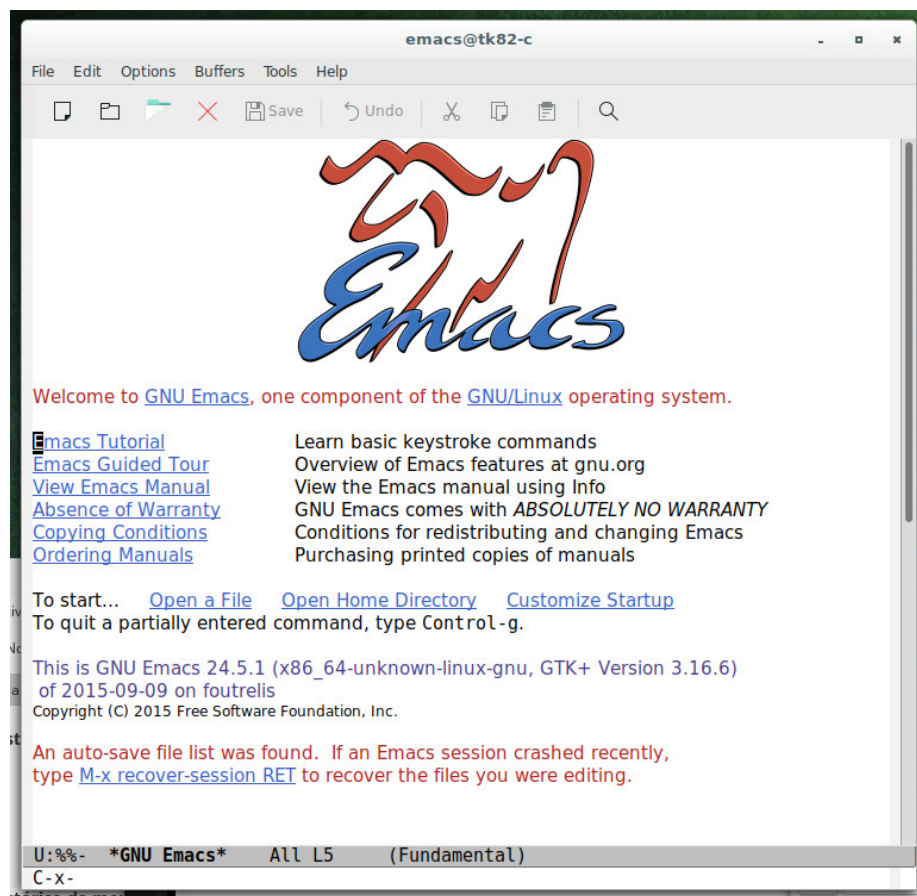 emacs@tk82-c
File Edit Options Buffers Tools Help
Save Undo
Emacs
Welcome to GNU Emacs, one component of the GNU/Linux operating system.
Emacs Tutorial Learn basic keystroke commands
Emacs Guided Tour Overview of Emacs features at gnu.org
View Emacs Manual View the Emacs manual using Info
Absence of Warranty GNU Emacs comes with ABSOLUTELY NO WARRANTY
Copying Conditions Conditions for redistributing and changing Emacs
Ordering Manuals Purchasing printed copies of manuals
To start... Open a File Open Home Directory Customize Startup
To quit a partially entered command, type Control-g.
This is GNU Emacs 24.5.1 (x86_64-unknown-linux-gnu, GTK+ Version 3.16.6)
of 2015-09-09 on foutrelis
Copyright (C) 2015 Free Software Foundation, Inc.
An auto-save file list was found. If an Emacs session crashed recently,
type M-x recover-session RET to recover the files you were editing.
U:%%- *GNU Emacs* All L5 (Fundamental)
C-x-